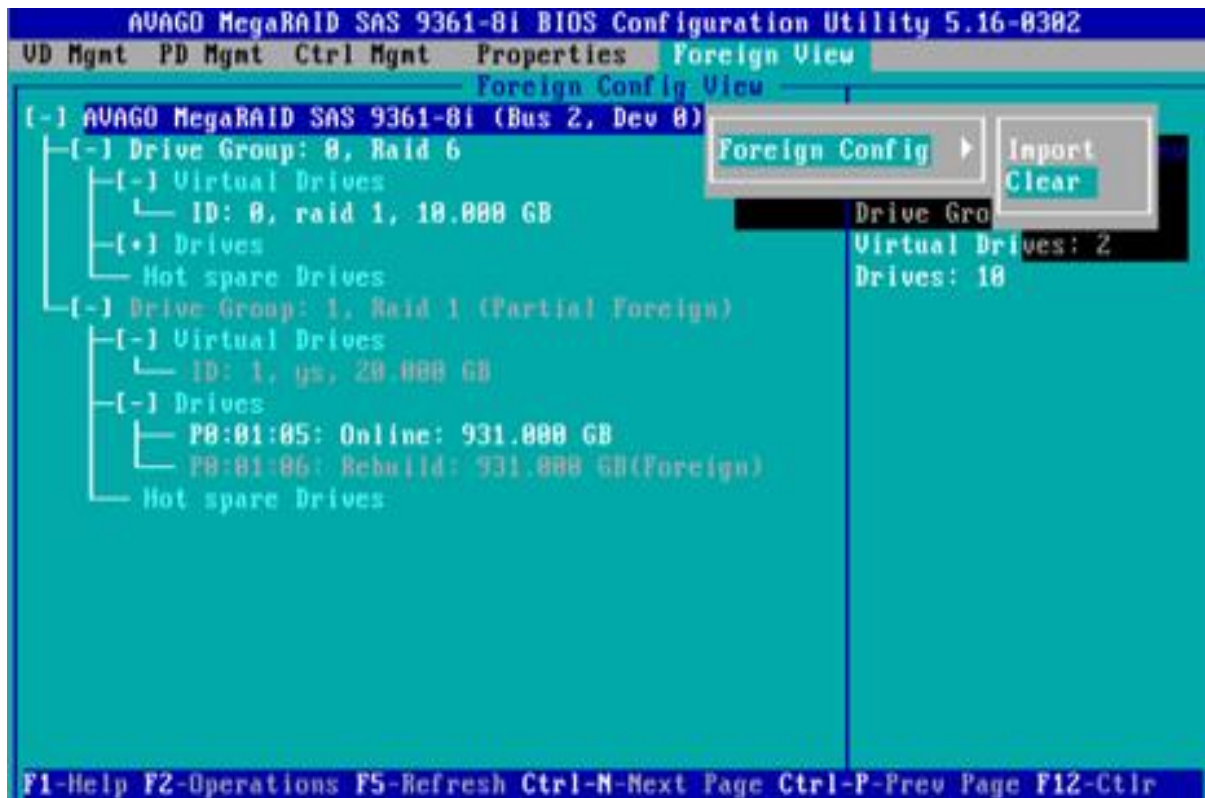 AVAGO MegaRAID SAS 9361-8i BIOS Configuration Utility 5.16-0302
VD Mgmt PD Mgmt Ctrl Mgmt Properties Foreign View
Foreign Config View
[-] AVAGO MegaRAID SAS 9361-8i (Bus 2, Dev 0)
[-] Drive Group: 0, Raid 6
Foreign Config
Import
[-] Virtual Drives
Clear
ID: 0, raid 1, 10.000 GB
Drive Gro
[+] Drives
Virtual Drives: 2
Hot spare Drives
Drives: 10
[-] Drive Group: 1, Raid 1 (Partial Foreign)
[-] Virtual Drives
ID: 1, ys, 20.000 GB
[-] Drives
P0:01:05: Online: 931.000 GB
P0:01:06: Rebuild: 931.000 GB(Foreign)
Hot spare Drives
F1-Help F2-Operations F5-Refresh Ctrl-N-Next Page Ctrl-P-Prev Page F12-Ctlr